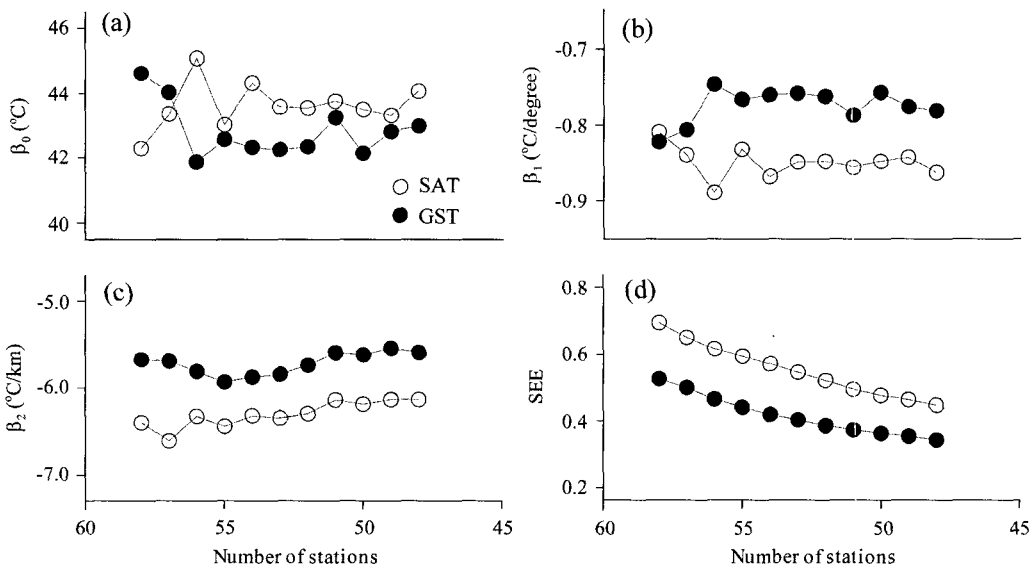 (a)
46
44
42
40
β₀ (°C)
SAT
GST
(b)
-0.7
-0.8
-0.9
β₁ (°C/degree)
(c)
-5.0
-6.0
-7.0
β₂ (°C/km)
60
55
50
45
Number of stations
(d)
0.8
0.6
0.4
0.2
SEE
60
55
50
45
Number of stations